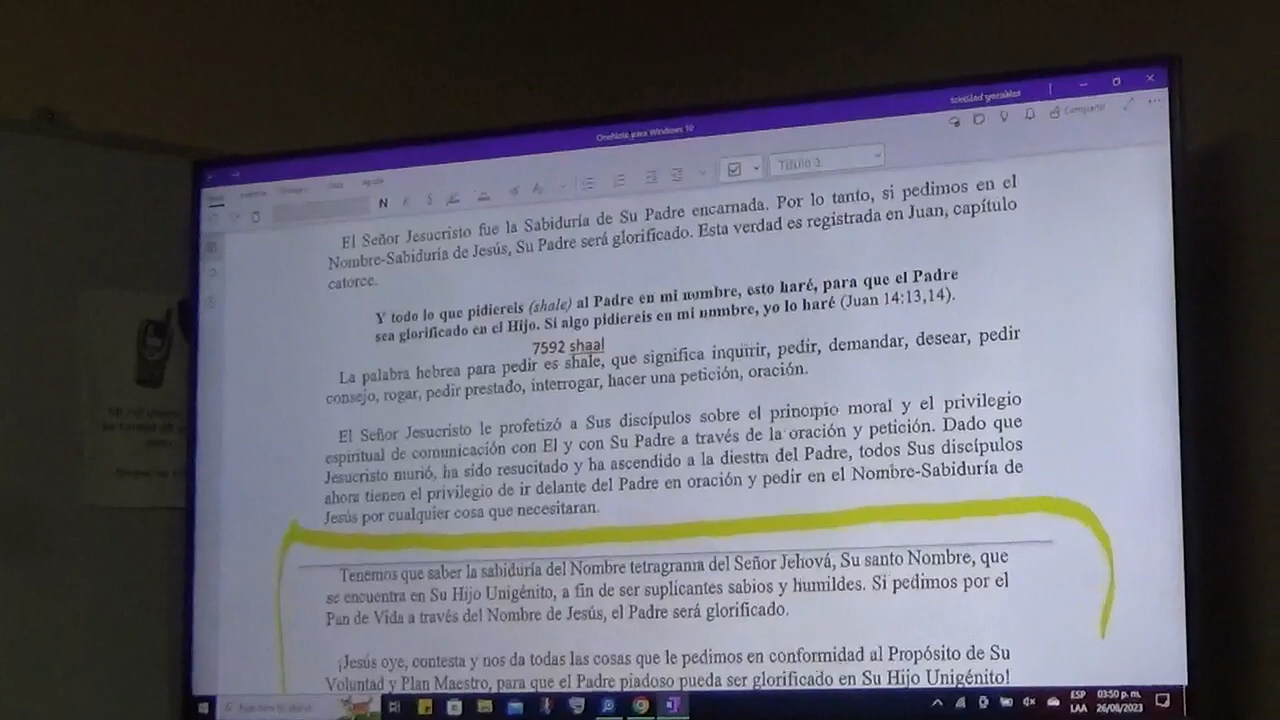 soledad yerables
OneNote para Windows 10
Compartir
Ayuda
N
Título 1
El Señor Jesucristo fue la Sabiduría de Su Padre encarnada. Por lo tanto, si pedimos en el
Nombre-Sabiduría de Jesús, Su Padre será glorificado. Esta verdad es registrada en Juan, capítulo
catorce.
Y todo lo que pidiereis (shale) al Padre en mi nombre, esto haré, para que el Padre
sea glorificado en el Hijo. Si algo pidiereis en mi nombre, yo lo haré (Juan 14:13,14).
7592 shaal
La palabra hebrea para pedir es shale, que significa inquirir, pedir, demandar, desear, pedir
consejo, rogar, pedir prestado, interrogar, hacer una petición, oración.
El Señor Jesucristo le profetizó a Sus discípulos sobre el principio moral y el privilegio
espiritual de comunicación con El y con Su Padre a través de la oración y petición. Dado que
Jesucristo murió, ha sido resucitado y ha ascendido a la diestra del Padre, todos Sus discípulos
ahora tienen el privilegio de ir delante del Padre en oración y pedir en el Nombre-Sabiduría de
Jesús por cualquier cosa que necesitaran.
Tenemos que saber la sabiduría del Nombre tetragrama del Señor Jehová, Su santo Nombre, que
se encuentra en Su Hijo Unigénito, a fin de ser suplicantes sabios y humildes. Si pedimos por el
Pan de Vida a través del Nombre de Jesús, el Padre será glorificado.
¡Jesús oye, contesta y nos da todas las cosas que le pedimos en conformidad al Propósito de Su
Voluntad y Plan Maestro, para que el Padre piadoso pueda ser glorificado en Su Hijo Unigénito!
ESP
LAA
03:50 p. m.
26/08/2023